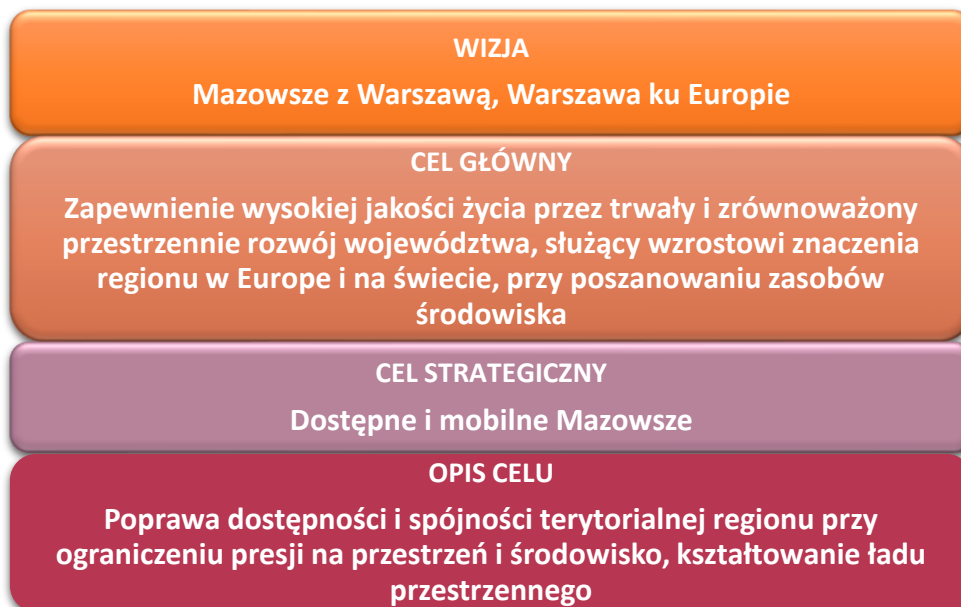 WIZJA
Mazowsze z Warszawą, Warszawa ku Europie
CEL GŁÓWNY
Zapewnienie wysokiej jakości życia przez trwały i zrównoważony
przestrzennie rozwój województwa, służący wzrostowi znaczenia
regionu w Europe i na świecie, przy poszanowaniu zasobów
środowiska
CEL STRATEGICZNY
Dostępne i mobilne Mazowsze
OPIS CELU
Poprawa dostępności i spójności terytorialnej regionu przy
ograniczeniu presji na przestrzeń i środowisko, kształtowanie ładu
przestrzennego